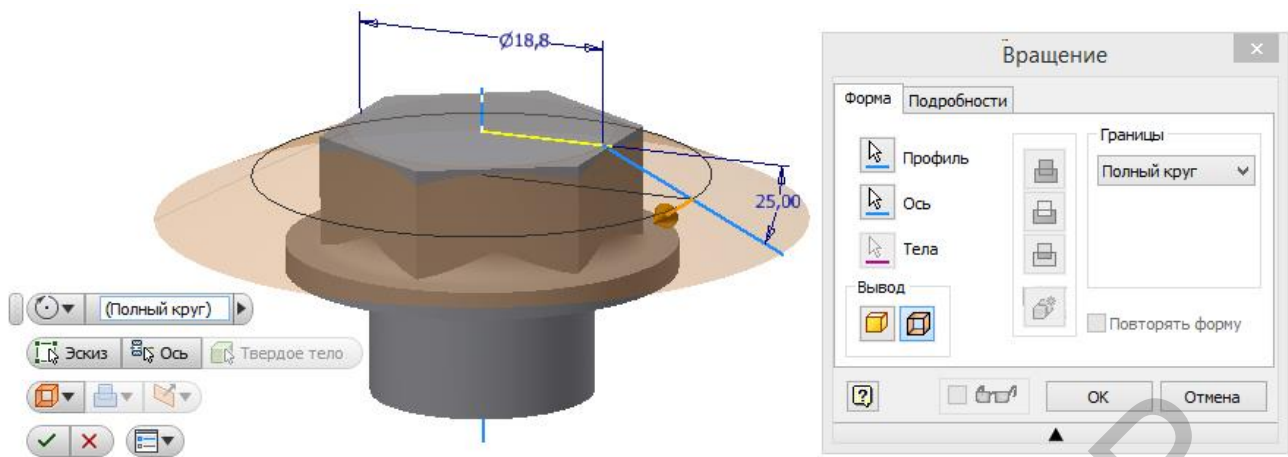 Ø18,8
25,00
(Полный круг)
Эскиз Ось Твердое тело
Вращение
Форма Подробности
Профиль
Ось
Тела
Вывод
Границы
Полный круг
Повторять форму
ОК Отмена